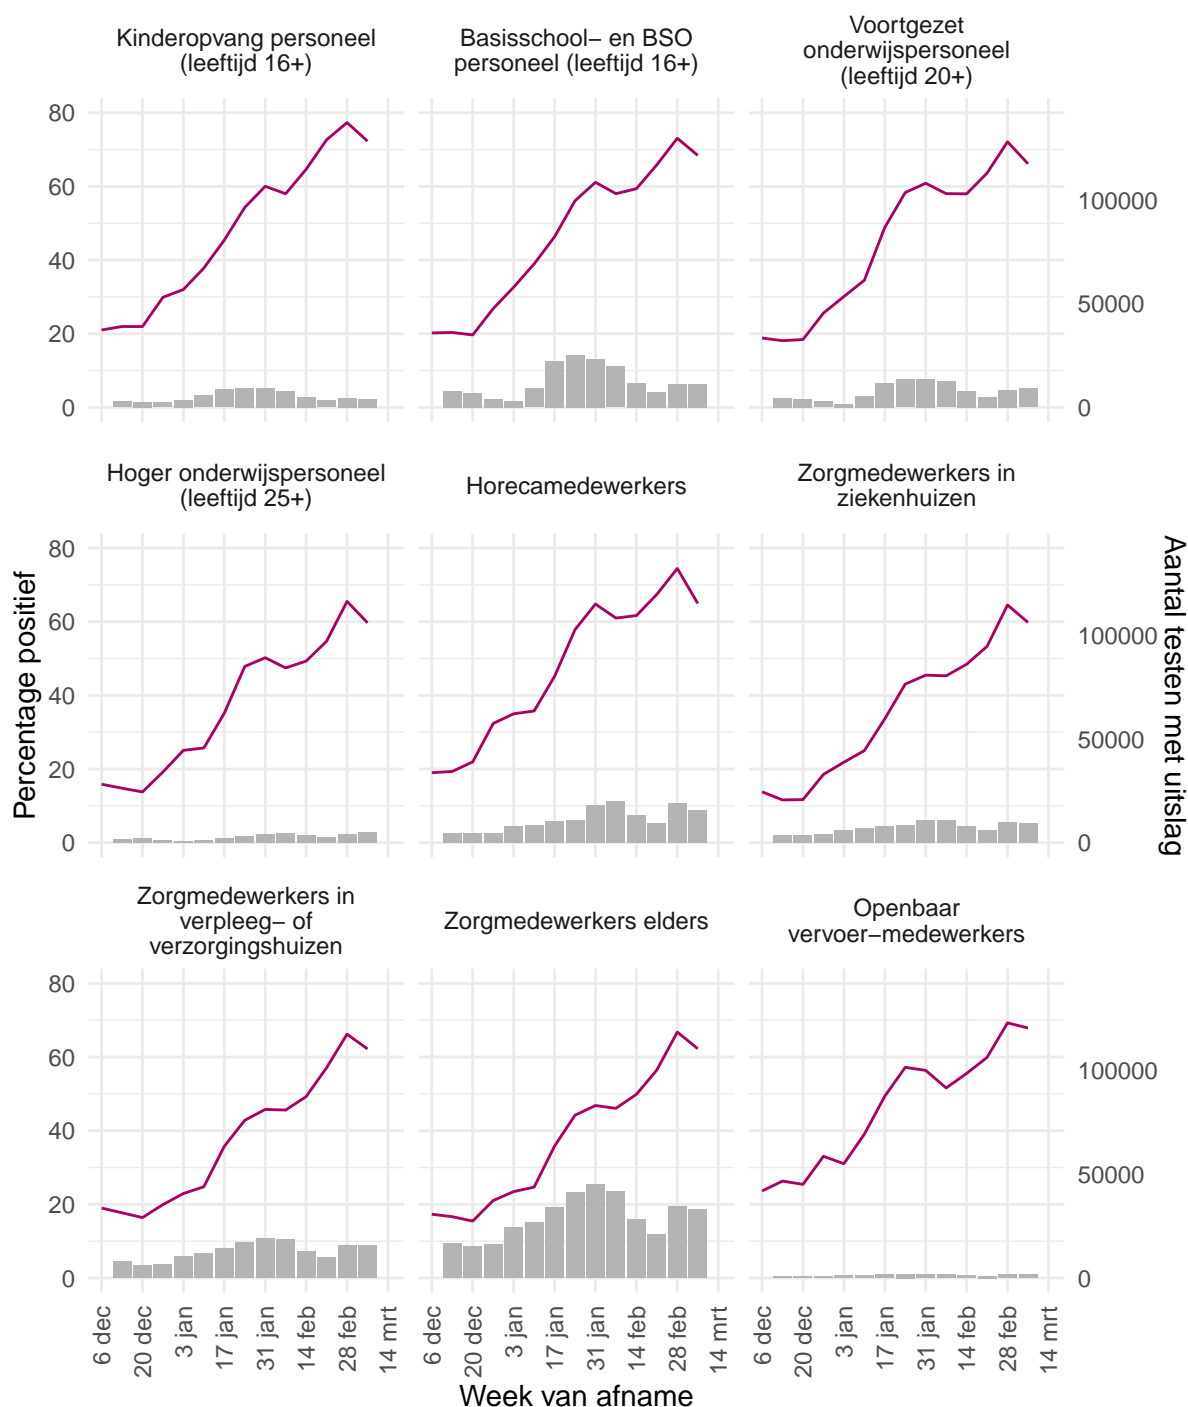 Kinderopvang personeel
(leeftijd 16+)
Basisschool− en BSO
personeel (leeftijd 16+)
Voortgezet
onderwijspersoneel
(leeftijd 20+)
80
60
40
20
0
100000
50000
0
Hoger onderwijspersoneel
(leeftijd 25+)
Horecamedewerkers
Zorgmedewerkers in
ziekenhuizen
80
60
40
20
0
100000
50000
0
Percentage positief
Aantal testen met uitslag
Zorgmedewerkers in
verpleeg− of
verzorgingshuizen
Zorgmedewerkers elders
Openbaar
vervoer−medewerkers
80
60
40
20
0
100000
50000
0
6 dec
20 dec
3 jan
17 jan
31 jan
14 feb
28 feb
14 mrt
6 dec
20 dec
3 jan
17 jan
31 jan
14 feb
28 feb
14 mrt
6 dec
20 dec
3 jan
17 jan
31 jan
14 feb
28 feb
14 mrt
Week van afname